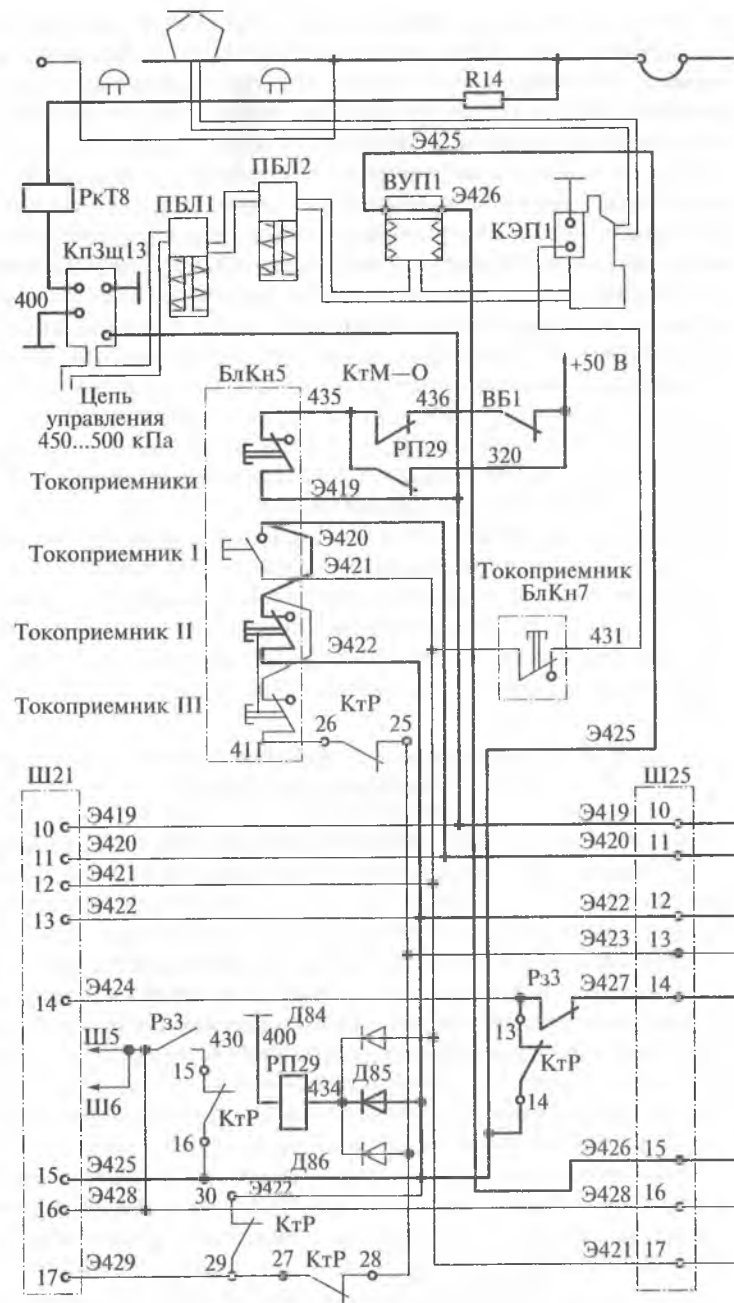 R14
Э425
ПБЛ2
ВУП1
Э426
РкТ8
ПБЛ1
КЭП1
КпЗщ13
400
+50 В
БлКн5
КтМ—О
Цепь
управления
450...500 кПа
435
436
ВБ1
РП29
320
Токоприемники
Э419
Токоприемник I
Э420
Э421
Токоприемник
БлКн7
Токоприемник II
Э422
431
Токоприемник III
КтР
411
26
25
Э425
Ш21
Ш25
10
Э419
Э419
10
11
Э420
Э420
11
12
Э421
13
Э422
Э422
12
Э423
13
14
Э424
Рз3
Э427
14
Ш5
Рз3
430
Д84
400
13
РП29
КтР
15
434
Д85
Ш6
КтР
14
16
Д86
15
Э425
Э426
15
30
Э422
16
Э428
Э428
16
КтР
17
Э429
29
27
КтР
28
Э421
17